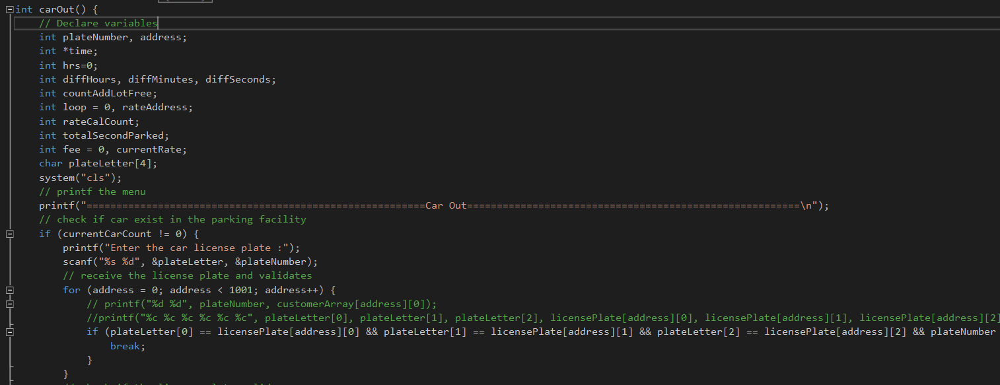 int carOut() {
// Declare variables
int plateNumber, address;
int *time;
int hrs=0;
int diffHours, diffMinutes, diffSeconds;
int countAddLotFree;
int loop = 0, rateAddress;
int rateCalCount;
int totalSecondParked;
int fee = 0, currentRate;
char plateLetter[4];
system("cls");
// printf the menu
printf("=========================================================Car Out========================================================\n");
// check if car exist in the parking facility
if (currentCarCount != 0) {
printf("Enter the car license plate :");
scanf("%s %d", &plateLetter, &plateNumber);
// receive the license plate and validates
for (address = 0; address < 1001; address++) {
// printf("%d %d", plateNumber, customerArray[address][0]);
//printf("%c %c %c %c %c %c", plateLetter[0], plateLetter[1], plateLetter[2], licensePlate[address][0], licensePlate[address][1], licensePlate[address][2]
if (plateLetter[0] == licensePlate[address][0] && plateLetter[1] == licensePlate[address][1] && plateLetter[2] == licensePlate[address][2] && plateNumber
break;
}
}